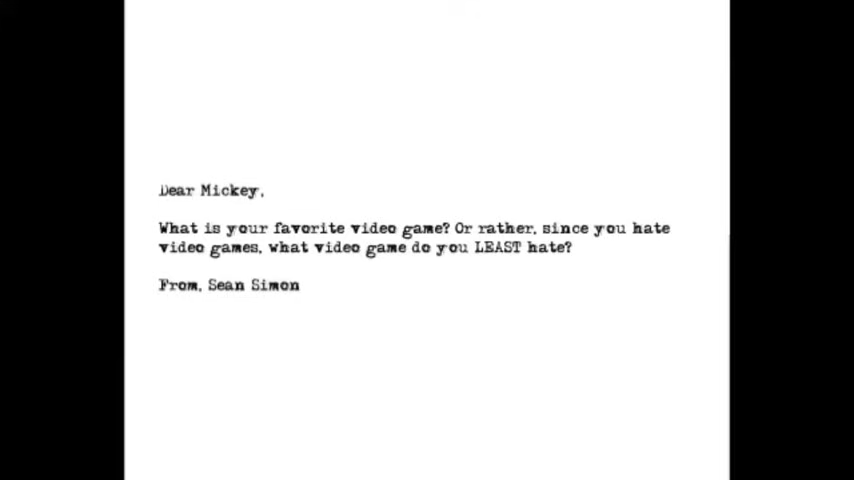 Dear Mickey,
What is your favorite video game? Or rather, since you hate
video games, what video game do you LEAST hate?
From, Sean Simon